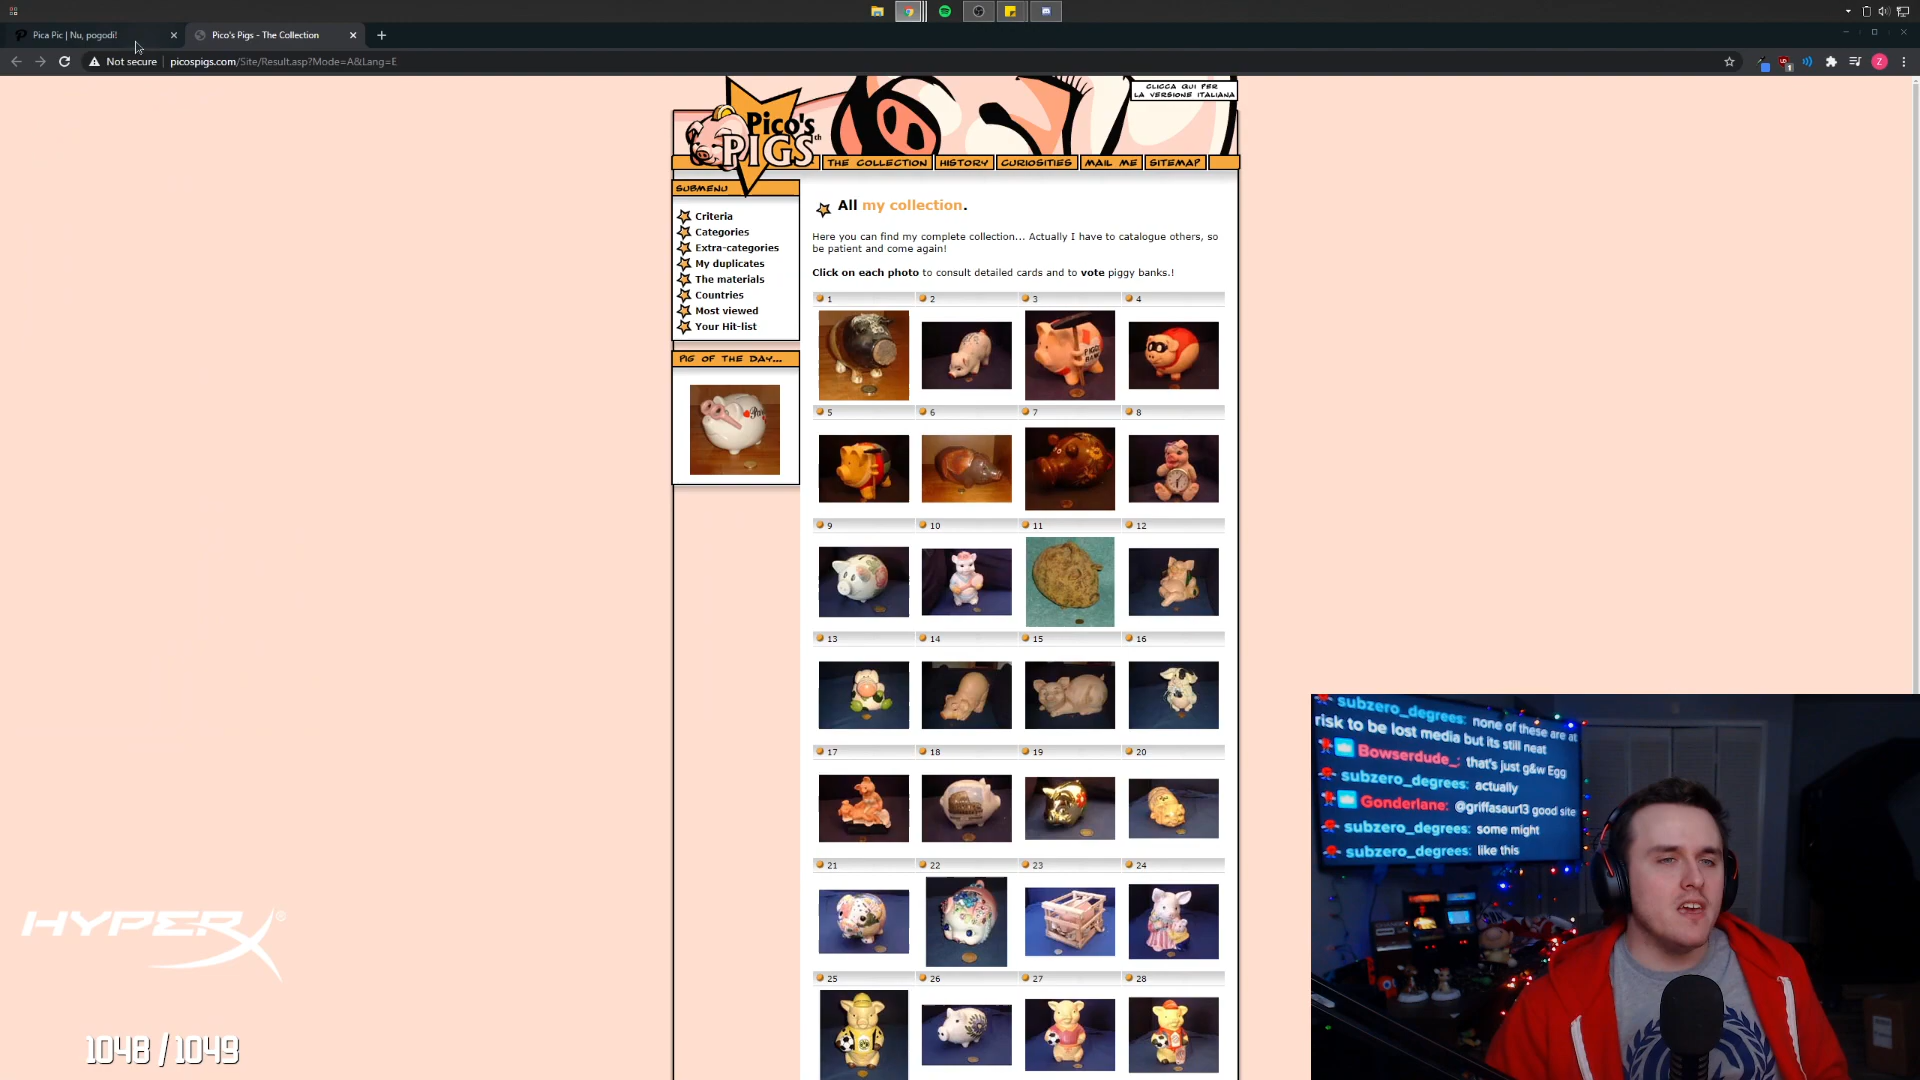 Pica Pic | Nu, pogodi!
Pico's Pigs - The Collection
Not secure
picospigs.com/Site/Result.asp?Mode=A&Lang=E
CLICCA QUI PER
LA VERSIONE ITALIANA
Pico's
PIGS
THE COLLECTION
HISTORY
CURIOSITIES
MAIL ME
SITEMAP
SUBMENU
Criteria
Categories
Extra-categories
My duplicates
The materials
Countries
Most viewed
Your Hit-list
PIG OF THE DAY...
All my collection.
Here you can find my complete collection... Actually I have to catalogue others, so
be patient and come again!
Click on each photo to consult detailed cards and to vote piggy banks.!
1 2 3 4
5 6 7 8
9 10 11 12
13 14 15 16
17 18 19 20
21 22 23 24
25 26 27 28
subzero_degrees: none of these are at
risk to be lost media but its still neat
Bowserdude_: that's just g&w Egg
subzero_degrees: actually
Gonderlane: @griffasaur13 good site
subzero_degrees: some might
subzero_degrees: like this
HYPERX®
1048 / 1043